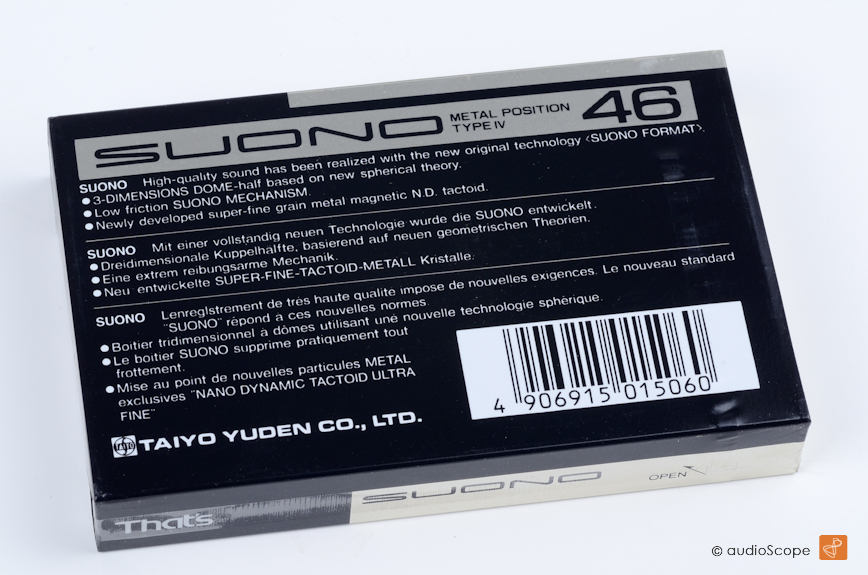 SUONO METAL POSITION TYPE IV 46
SUONO High-quality sound has been realized with the new original technology <SUONO FORMAT>.
● 3-DIMENSIONS DOME-half based on new spherical theory.
● Low friction SUONO MECHANISM.
● Newly developed super-fine grain metal magnetic N.D. tactoid.
SUONO Mit einer vollständig neuen Technologie wurde die SUONO entwickelt.
● Dreidimensionale Kuppelhalfte, basierend auf neuen geometrischen Theorien.
● Eine extrem reibungsarme Mechanik.
● Neu entwickelte SUPER-FINE-TACTOID-METALL Kristalle.
SUONO Lenreglstrement de très haute qualite impose de nouvelles exigences. Le nouveau standard
"SUONO" répond à ces nouvelles normes.
● Boitier tridimensionnel à dômes utilisant une nouvelle technologie sphèrique.
● Le boitier SUONO supprime pratiquement tout
frottement.
● Mise au point de nouvelles particules METAL
exclusives "NANO DYNAMIC TACTOID ULTRA
FINE"
4 906915 015060
TAIYO TAIYO YUDEN CO., LTD.
That's SUONO OPEN
© audioScope